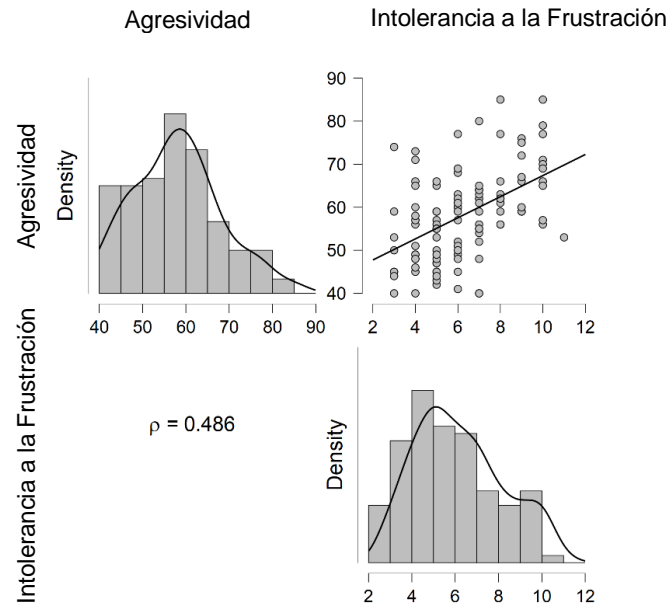 Agresividad
Intolerancia a la Frustración
Agresividad
Density
90
80
70
60
50
40
40 50 60 70 80 90
2 4 6 8 10 12
Intolerancia a la Frustración
ρ = 0.486
Density
2 4 6 8 10 12